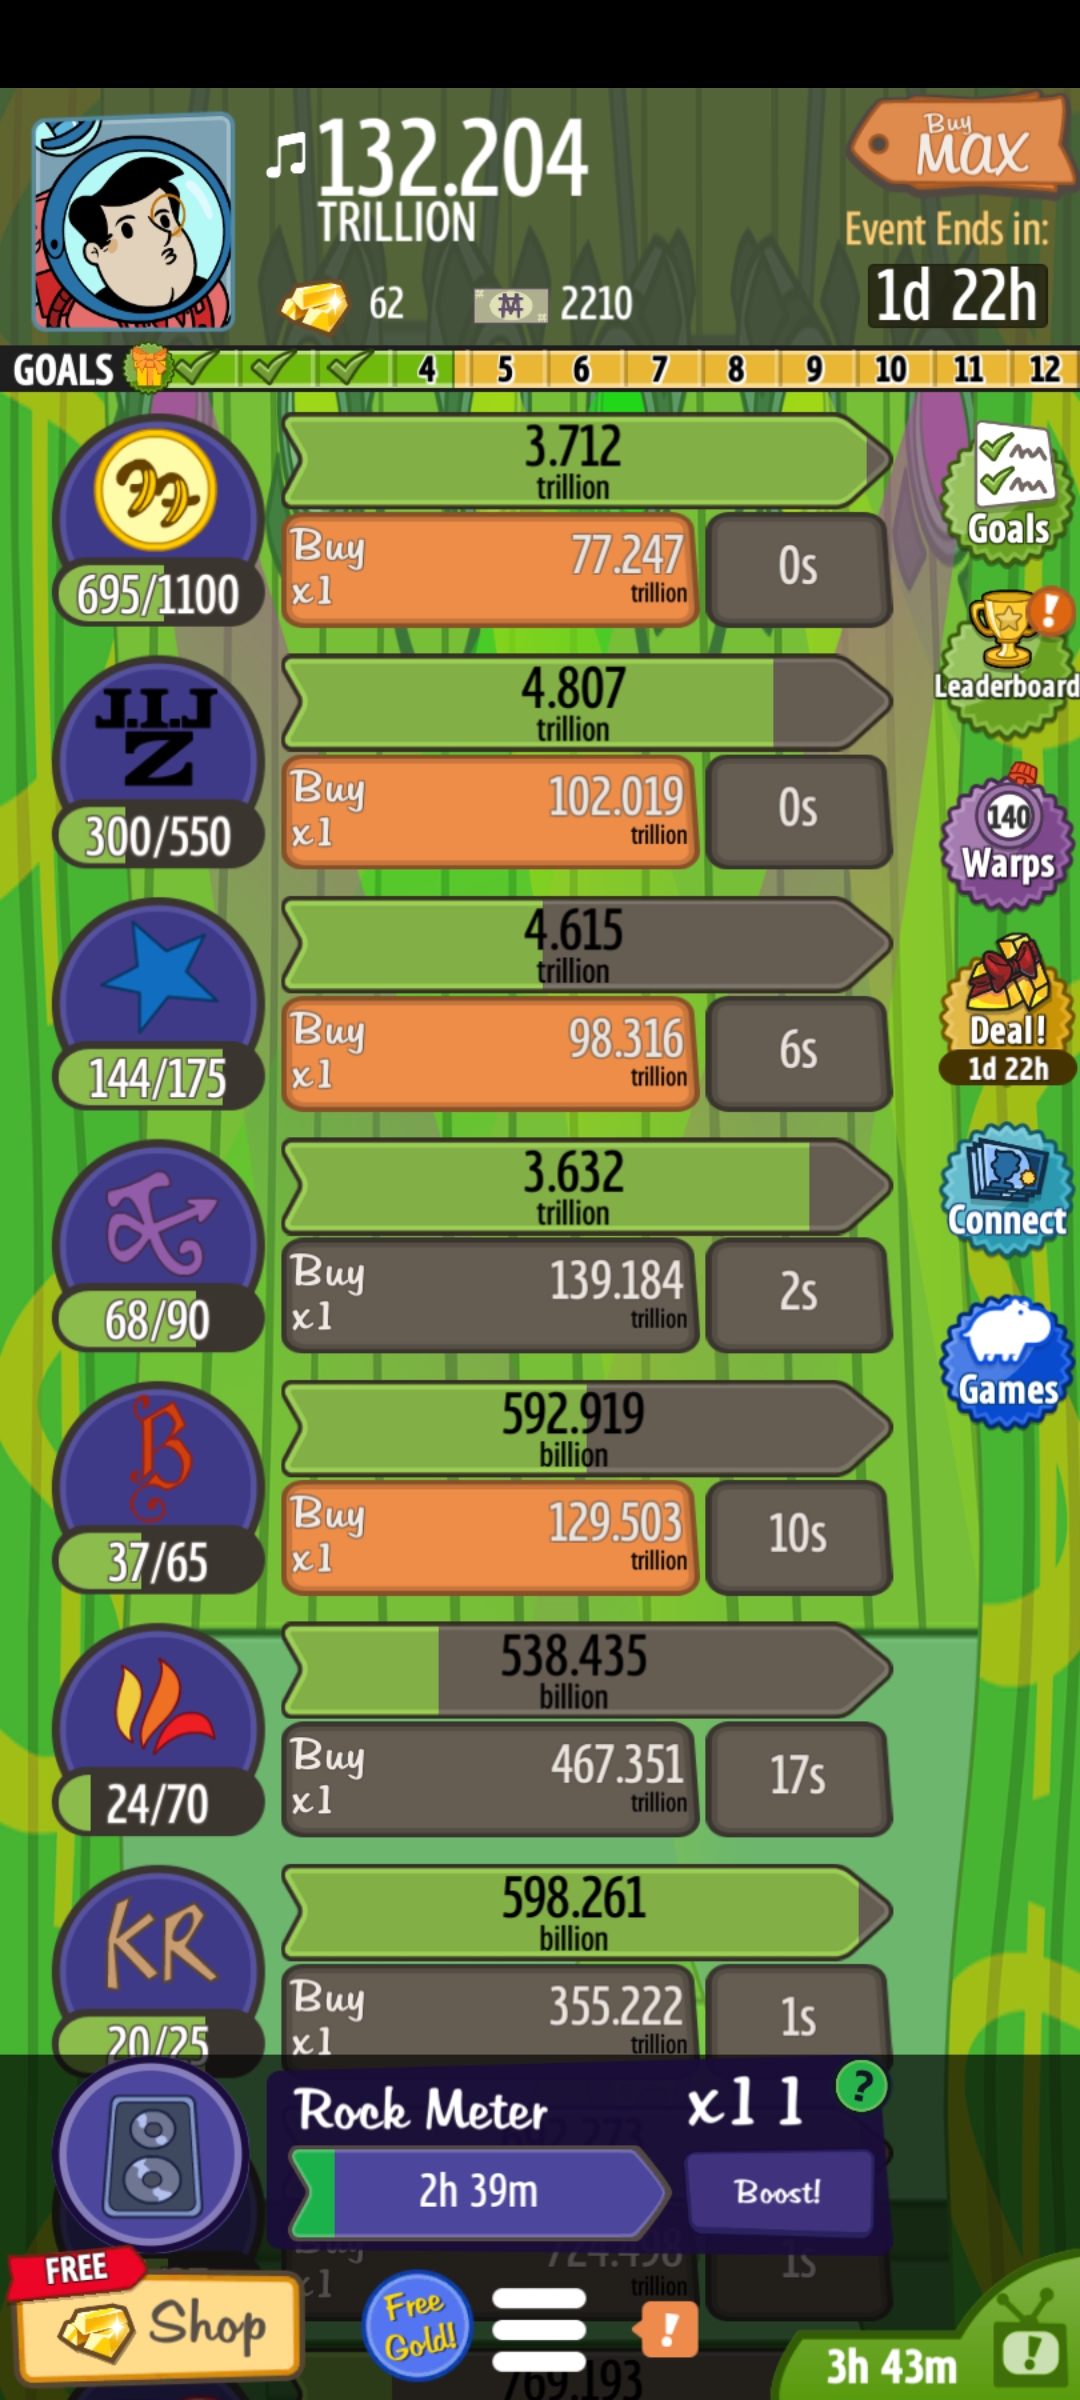 132.204
TRILLION
Buy
MAX
Event Ends in:
1d 22h
62
2210
GOALS 4 5 6 7 8 9 10 11 12
3.712
trillion
Buy
x1
77.247
trillion
0s
695/1100
Goals
J.I.J
Z
4.807
trillion
Buy
x1
102.019
trillion
0s
300/550
Leaderboard
140
Warps
4.615
trillion
Buy
x1
98.316
trillion
6s
144/175
Deal!
1d 22h
3.632
trillion
Buy
x1
139.184
trillion
2s
68/90
Connect
B
592.919
billion
Buy
x1
129.503
trillion
10s
37/65
Games
538.435
billion
Buy
x1
467.351
trillion
17s
24/70
KR
598.261
billion
Buy
x1
355.222
trillion
1s
20/25
Rock Meter
x11
?
2h 39m
Boost!
Buy
x1
724.498
trillion
1s
FREE
Shop
Free
Gold!
!
769.193
3h 43m
!